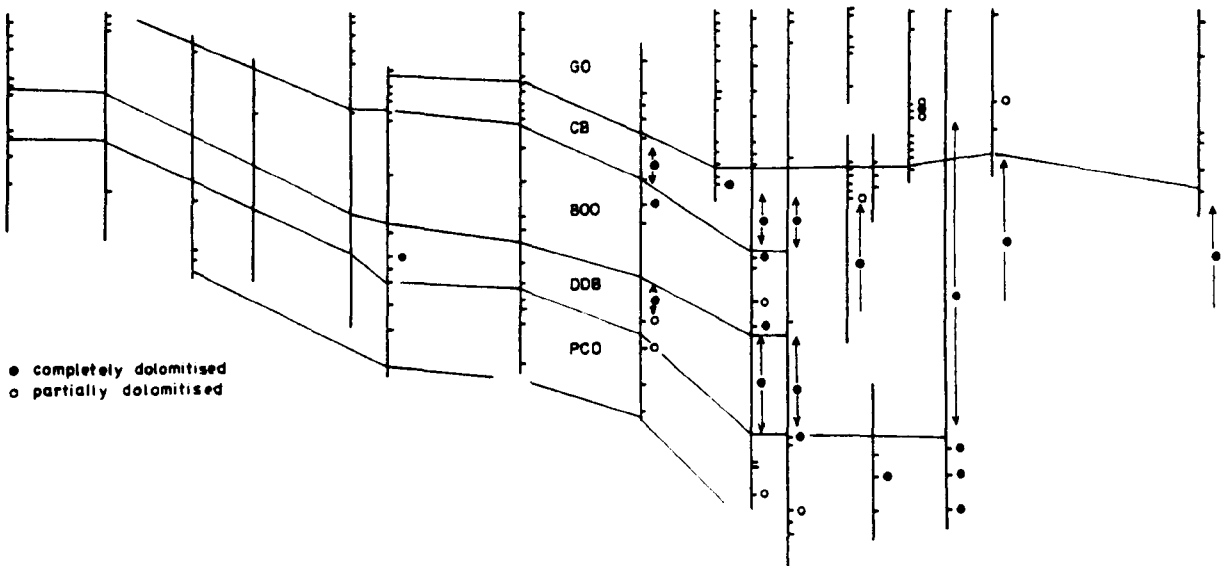 GO
CB
BOO
DDB
PCO
● completely dolomitised
○ partially dolomitised